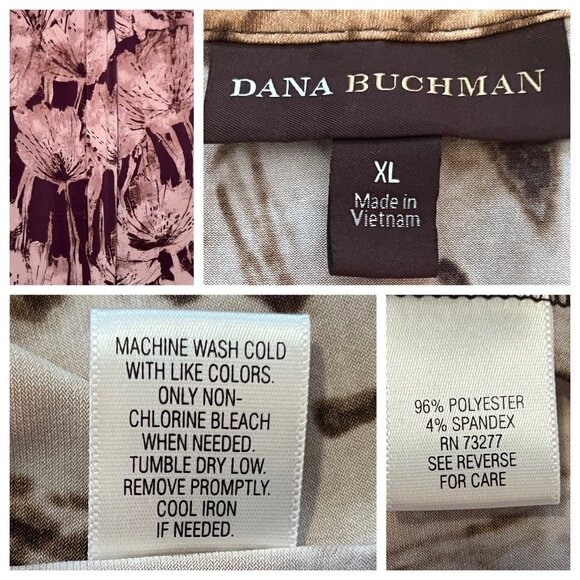 DANA BUCHMAN
XL
Made in
Vietnam
MACHINE WASH COLD
WITH LIKE COLORS.
ONLY NON-
CHLORINE BLEACH
WHEN NEEDED.
TUMBLE DRY LOW.
REMOVE PROMPTLY.
COOL IRON
IF NEEDED.
96% POLYESTER
4% SPANDEX
RN 73277
SEE REVERSE
FOR CARE